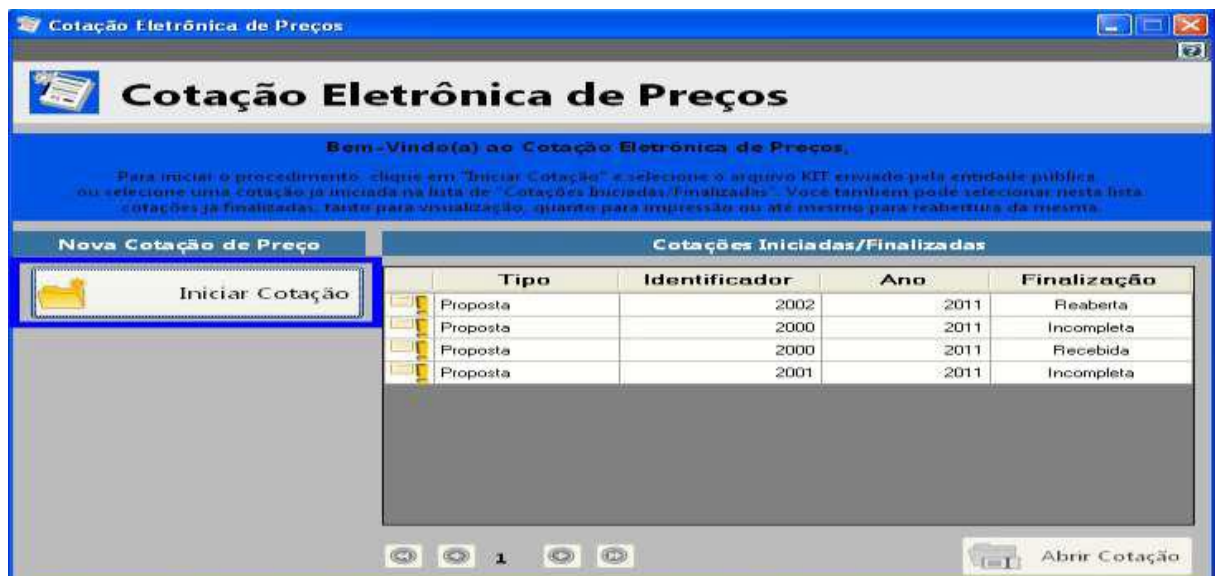 Cotação Eletrônica de Preços
Cotação Eletrônica de Preços
Bem-Vindo(a) ao Cotação Eletrônica de Preços,
Para iniciar o procedimento, clique em "Iniciar Cotação" e selecione o arquivo KIT enviado pela entidade pública
ou selecione uma cotação já iniciada na lista de "Cotações Iniciadas/Finalizadas". Você também pode selecionar nesta lista
cotações já finalizadas, tanto para visualização, quanto para impressão ou até mesmo para reabertura da mesma.
Nova Cotação de Preço
Cotações Iniciadas/Finalizadas
Iniciar Cotação
Tipo Identificador Ano Finalização
Proposta 2002 2011 Reaberta
Proposta 2000 2011 Incompleta
Proposta 2000 2011 Recebida
Proposta 2001 2011 Incompleta
1
Abrir Cotação